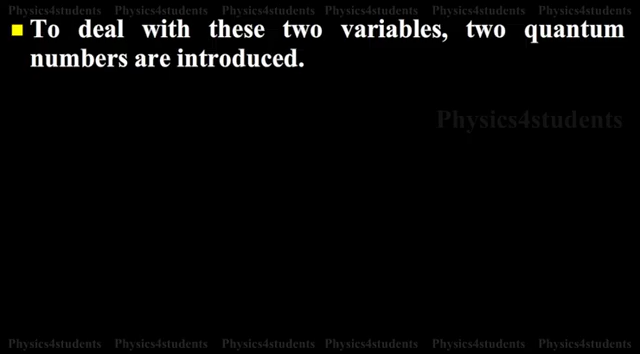 Physics4students Physics4students Physics4students Physics4students Physics4students Physics4students
To deal with these two variables, two quantum
numbers are introduced.
Physics4students
Physics4students Physics4students Physics4students Physics4students Physics4students Physics4students